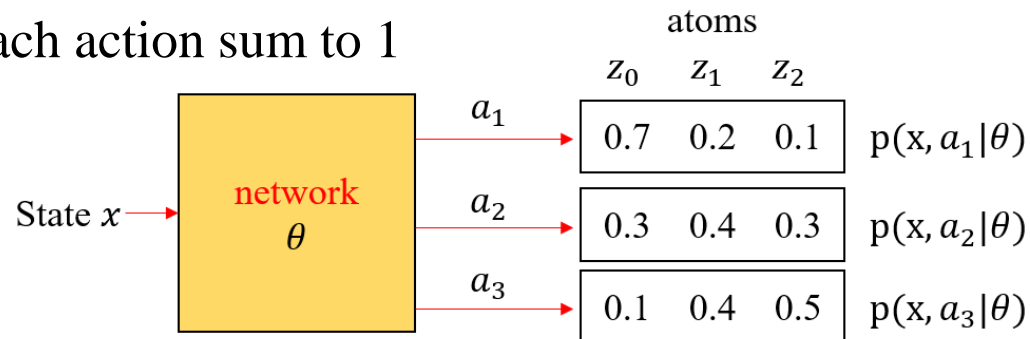 ach action sum to 1
atoms
z₀ z₁ z₂
a₁
0.7 0.2 0.1 p(x, a₁|θ)
State x
network
θ
a₂
0.3 0.4 0.3 p(x, a₂|θ)
a₃
0.1 0.4 0.5 p(x, a₃|θ)